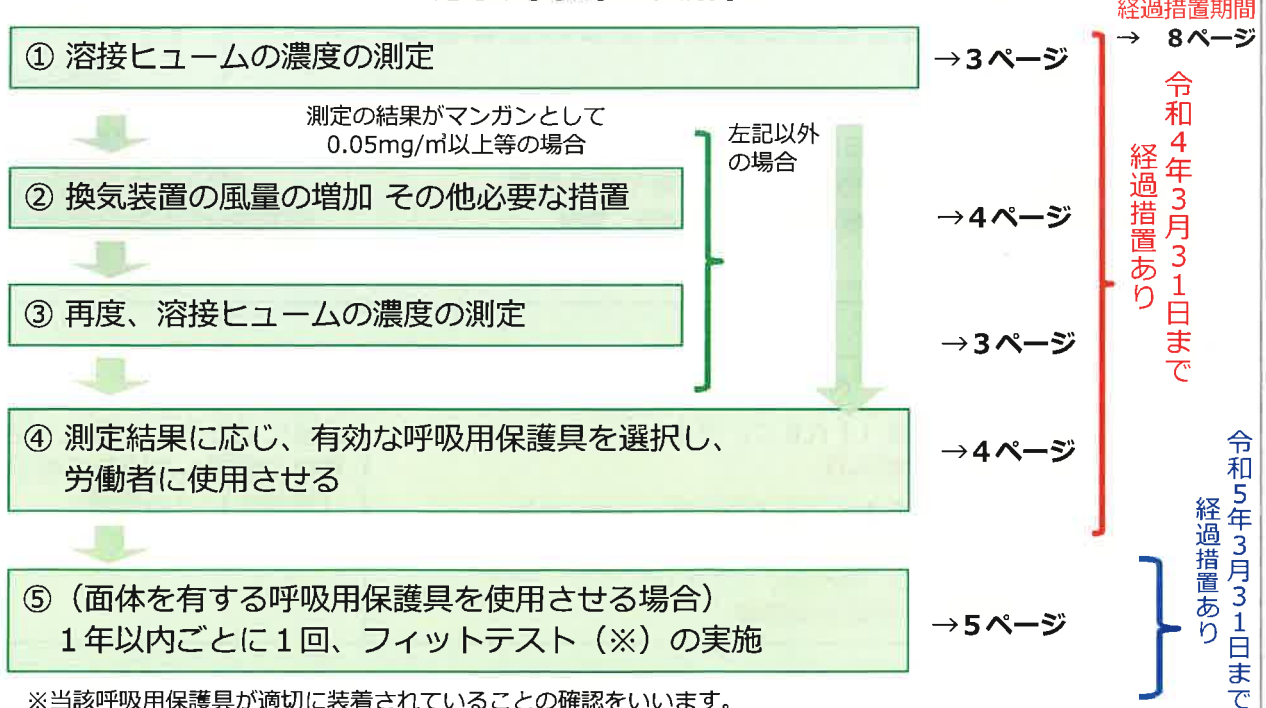 経過措置期間
→ 8ページ
① 溶接ヒュームの濃度の測定
→3ページ
測定の結果がマンガンとして
0.05mg/㎥以上等の場合
左記以外
の場合
② 換気装置の風量の増加 その他必要な措置
→4ページ
③ 再度、溶接ヒュームの濃度の測定
→3ページ
④ 測定結果に応じ、有効な呼吸用保護具を選択し、
労働者に使用させる
→4ページ
令和4年3月31日まで
経過措置あり
⑤（面体を有する呼吸用保護具を使用させる場合）
１年以内ごとに１回、フィットテスト（※）の実施
→5ページ
令和5年3月31日まで
経過措置あり
※当該呼吸用保護具が適切に装着されていることの確認をいいます。